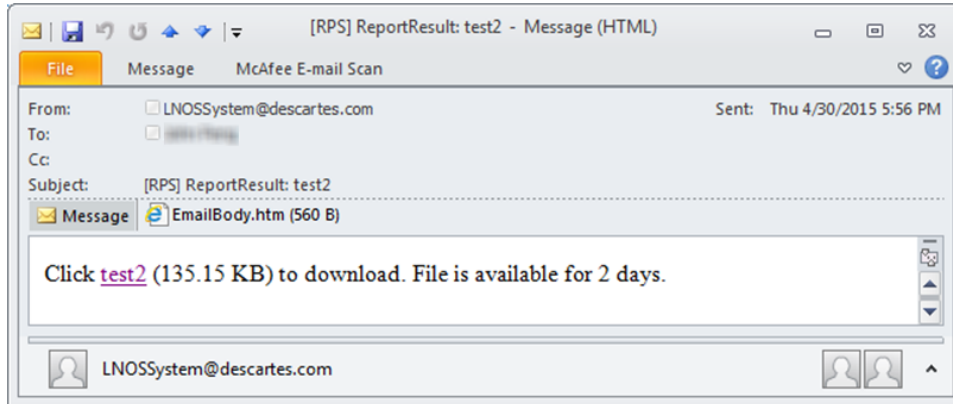 [RPS] ReportResult: test2 - Message (HTML)
File Message McAfee E-mail Scan
From: LNOSSystem@descartes.com Sent: Thu 4/30/2015 5:56 PM
To:
Cc:
Subject: [RPS] ReportResult: test2
Message EmailBody.htm (560 B)
Click test2 (135.15 KB) to download. File is available for 2 days.
LNOSSystem@descartes.com